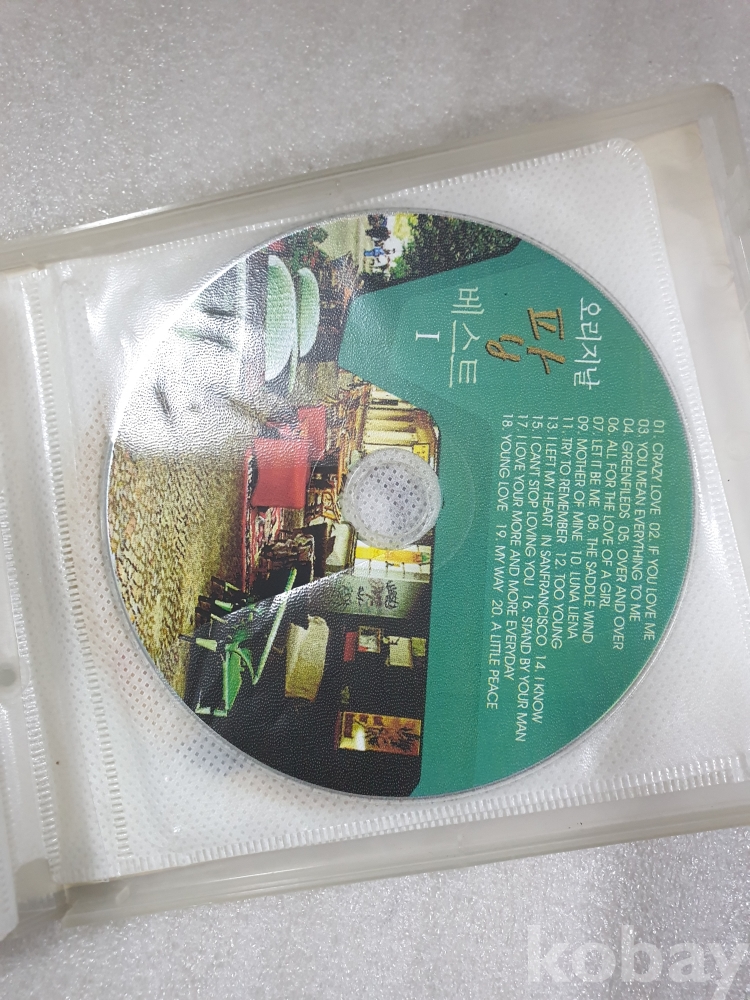 오리지날
팝
베스트 I
01. CRAZY LOVE 02. IF YOU LOVE ME
03. YOU MEAN EVERYTHING TO ME
04. GREENFILEDS 05. OVER AND OVER
06. ALL FOR THE LOVE OF A GIRL
07. LET IT BE ME 08. THE SADDLE WIND
09. MOTHER OF MINE 10. LUNA LIENA
11. TRY TO REMEMBER 12. TOO YOUNG
13. I LEFT MY HEART IN SANFRANCISCO 14. I KNOW
15. I CAN'T STOP LOVING YOU 16. STAND BY YOUR MAN
17. I LOVE YOUR MORE AND MORE EVERYDAY
18. YOUNG LOVE 19. MY WAY 20. A LITTLE PEACE
kobay